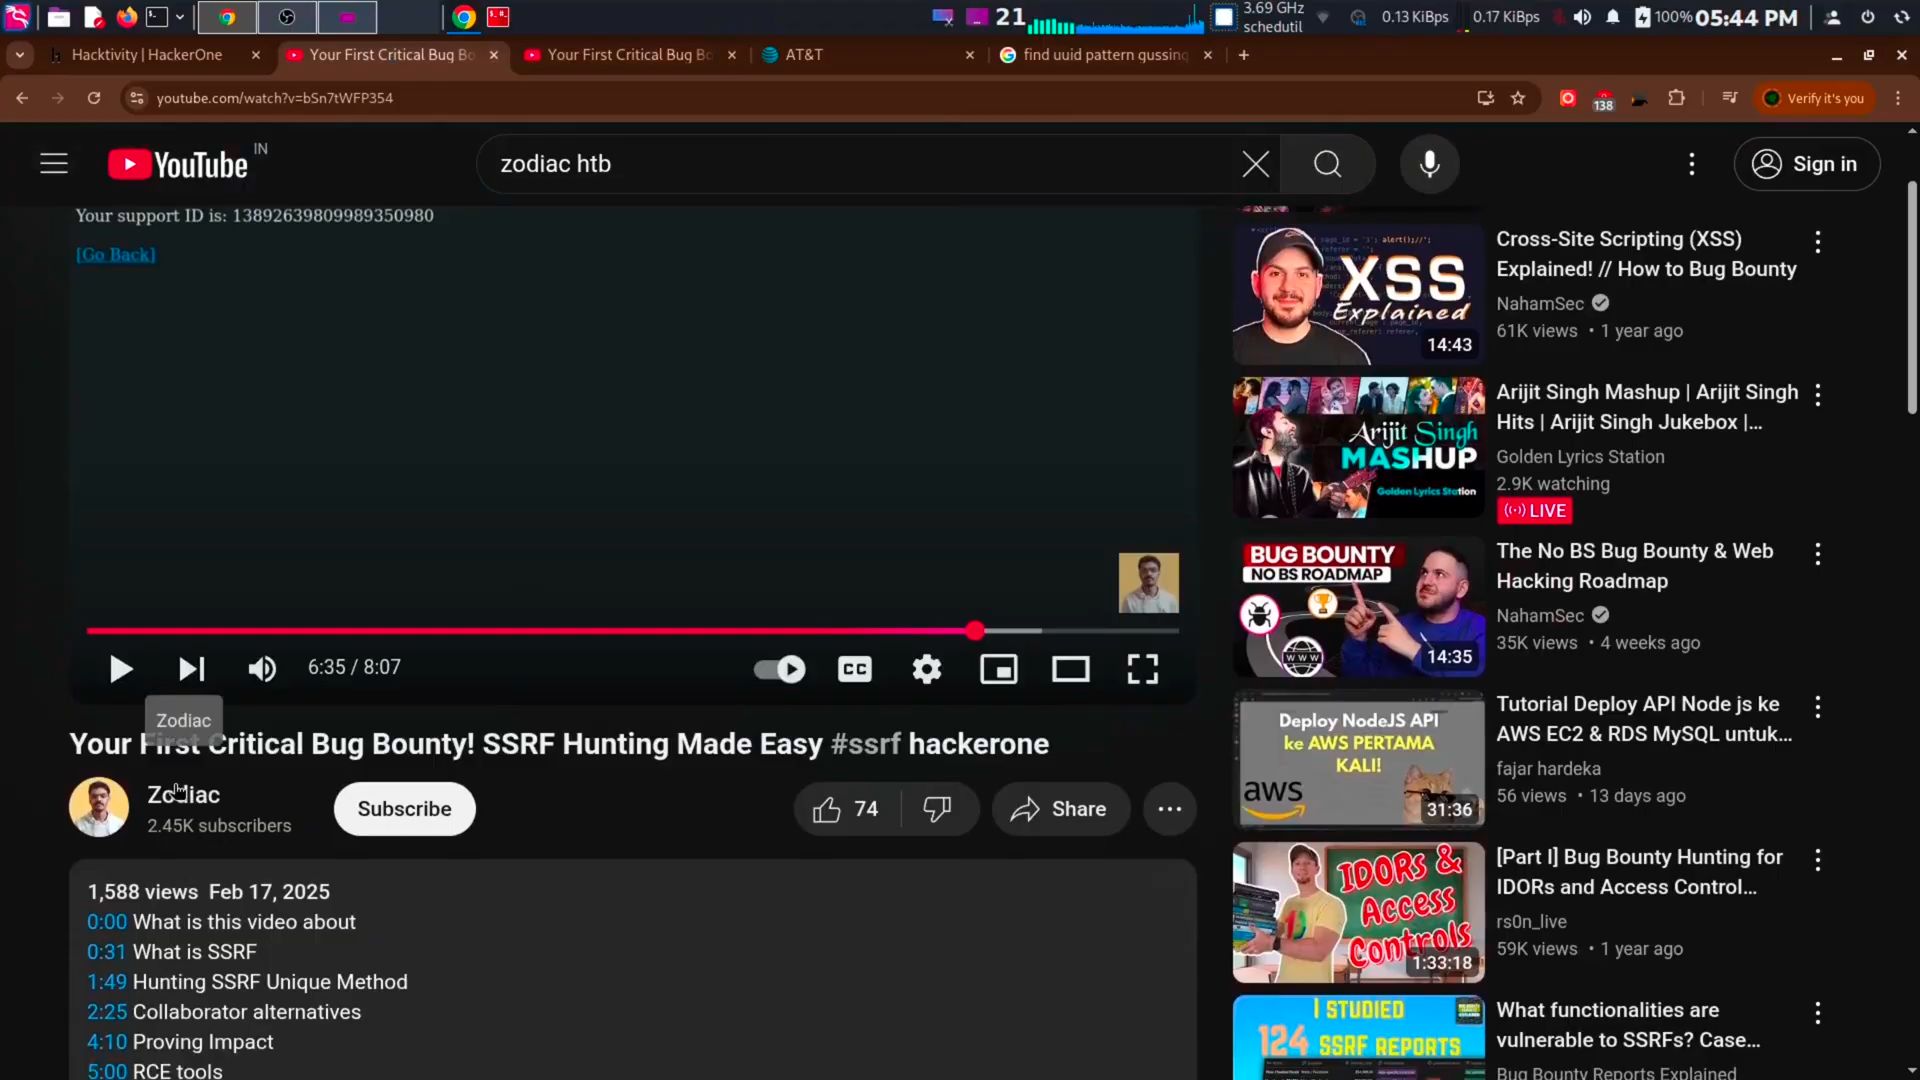 21
3.69 GHz
schedutil
0.13 KiBps
0.17 KiBps
100%
05:44 PM
Hacktivity | HackerOne
Your First Critical Bug Bo
Your First Critical Bug Bo
AT&T
find uuid pattern gussing
youtube.com/watch?v=bSn7tWFP354
138
Verify it's you
YouTube
IN
zodiac htb
Sign in
Your support ID is: 13892639809989350980
[Go Back]
6:35 / 8:07
CC
Zodiac
Your First Critical Bug Bounty! SSRF Hunting Made Easy #ssrf hackerone
Zodiac
2.45K subscribers
Subscribe
74
Share
1,588 views Feb 17, 2025
0:00 What is this video about
0:31 What is SSRF
1:49 Hunting SSRF Unique Method
2:25 Collaborator alternatives
4:10 Proving Impact
5:00 RCE tools
XSS
Explained!
14:43
Cross-Site Scripting (XSS)
Explained! // How to Bug Bounty
NahamSec
61K views • 1 year ago
Arijit Singh
MASHUP
Golden Lyrics Station
Arijit Singh Mashup | Arijit Singh
Hits | Arijit Singh Jukebox |...
Golden Lyrics Station
2.9K watching
LIVE
BUG BOUNTY
NO BS ROADMAP
WWW
14:35
The No BS Bug Bounty & Web
Hacking Roadmap
NahamSec
35K views • 4 weeks ago
Deploy NodeJS API
ke AWS PERTAMA
KALI!
aws
31:36
Tutorial Deploy API Node js ke
AWS EC2 & RDS MySQL untuk...
fajar hardeka
56 views • 13 days ago
IDORs &
Access
Controls
1:33:18
[Part I] Bug Bounty Hunting for
IDORs and Access Control...
rs0n_live
59K views • 1 year ago
I STUDIED
124 SSRF REPORTS
What functionalities are
vulnerable to SSRFs? Case...
Bug Bounty Reports Explained